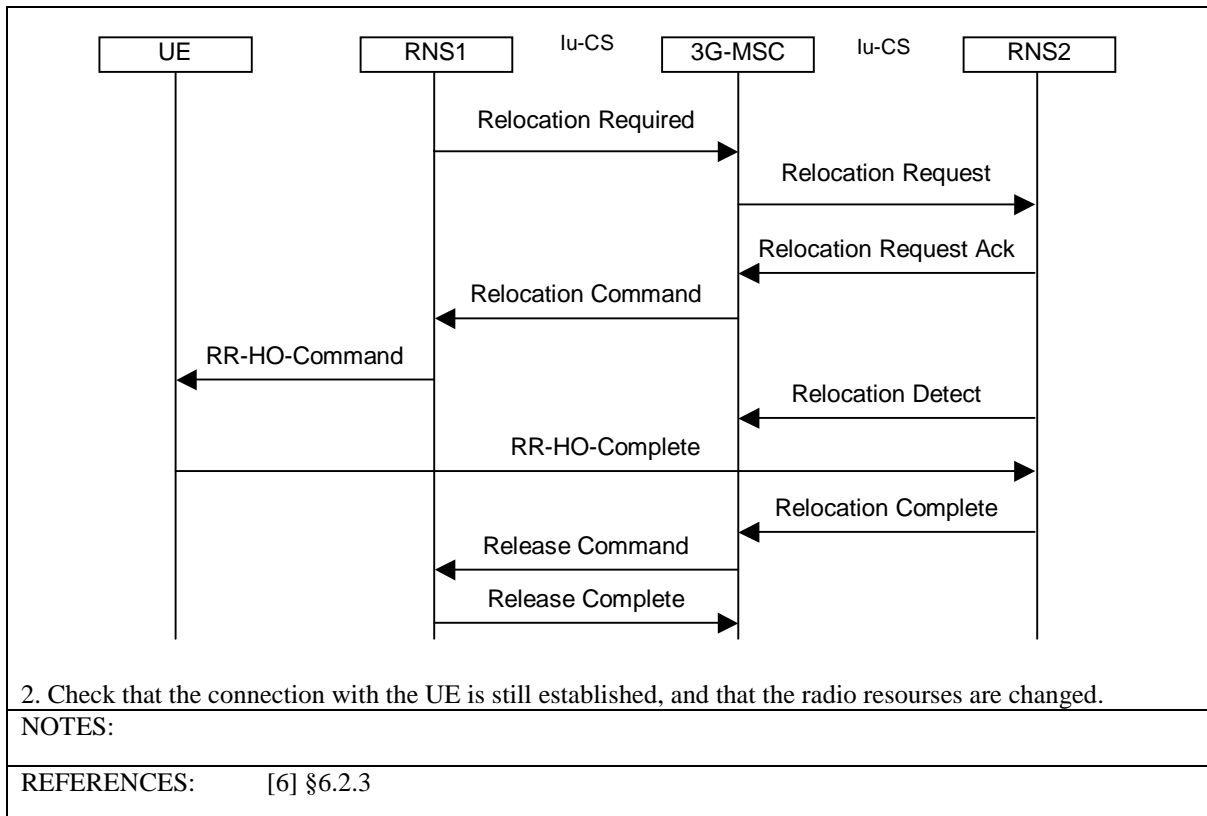 UE RNS1 Iu-CS 3G-MSC Iu-CS RNS2
Relocation Required
Relocation Request
Relocation Request Ack
Relocation Command
RR-HO-Command
Relocation Detect
RR-HO-Complete
Relocation Complete
Release Command
Release Complete
2. Check that the connection with the UE is still established, and that the radio resourses are changed.
NOTES:
REFERENCES: [6] §6.2.3